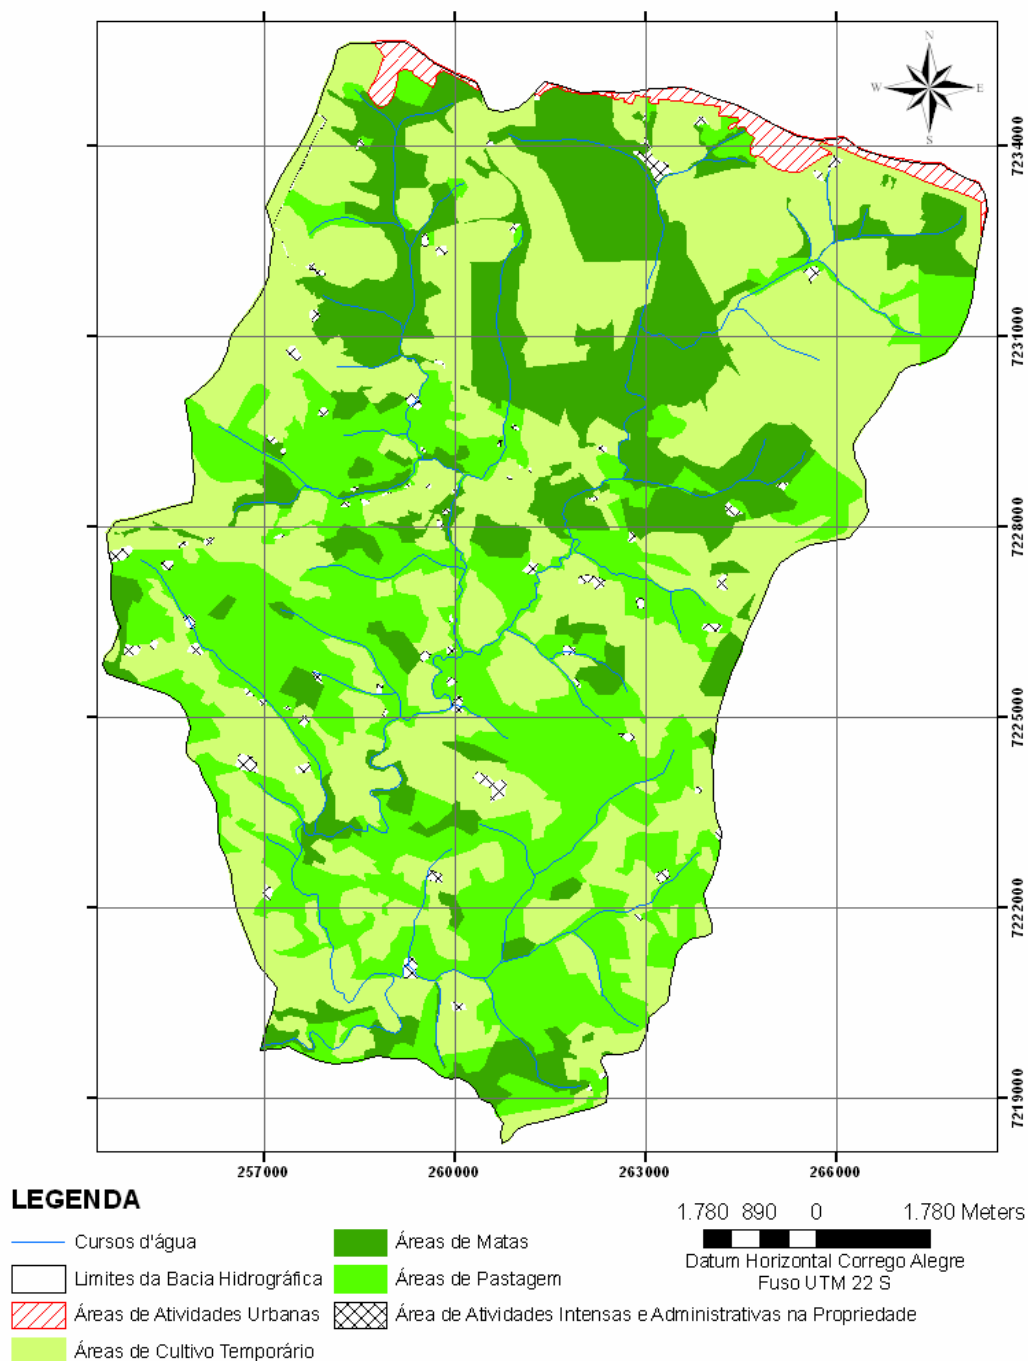 N
W E
S
7234000
7231000
7228000
7225000
7222000
7219000
257000 260000 263000 266000
LEGENDA
Cursos d'água
Limites da Bacia Hidrográfica
Áreas de Atividades Urbanas
Áreas de Cultivo Temporário
Áreas de Matas
Áreas de Pastagem
Área de Atividades Intensas e Administrativas na Propriedade
1.780 890 0 1.780 Meters
Datum Horizontal Corrego Alegre
Fuso UTM 22 S